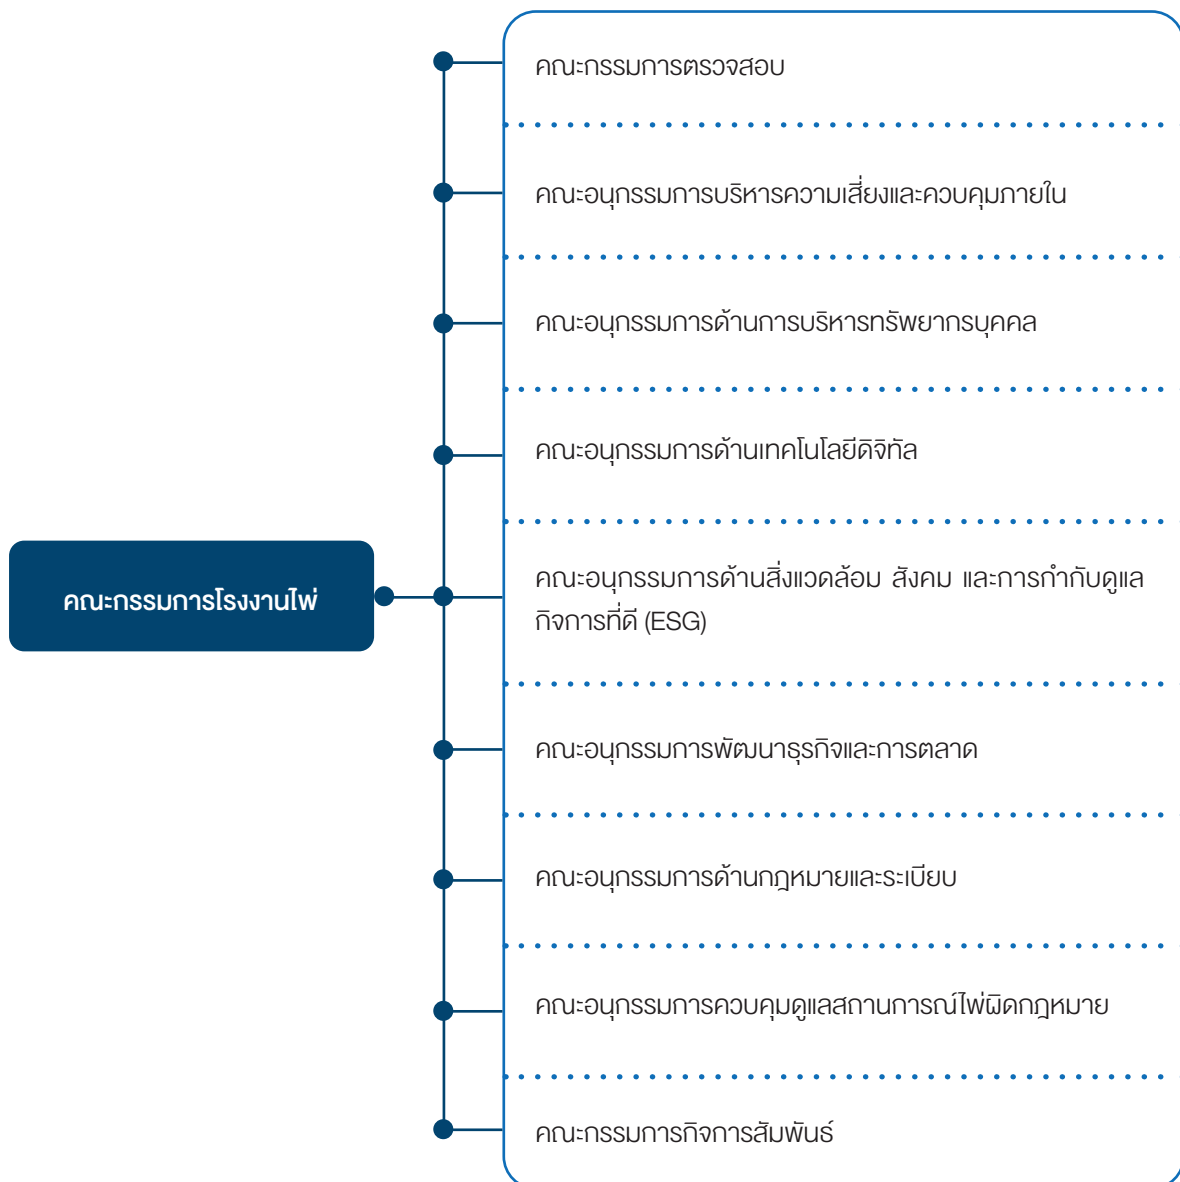 คณะกรรมการตรวจสอบ
คณะอนุกรรมการบริหารความเสี่ยงและควบคุมภายใน
คณะอนุกรรมการด้านการบริหารทรัพยากรบุคคล
คณะอนุกรรมการด้านเทคโนโลยีดิจิทัล
คณะกรรมการโรงงานไพ่
คณะอนุกรรมการด้านสิ่งแวดล้อม สังคม และการกำกับดูแล
กิจการที่ดี (ESG)
คณะอนุกรรมการพัฒนาธุรกิจและการตลาด
คณะอนุกรรมการด้านกฎหมายและระเบียบ
คณะอนุกรรมการควบคุมดูแลสถานการณ์ไพ่ผิดกฎหมาย
คณะกรรมการกิจการสัมพันธ์